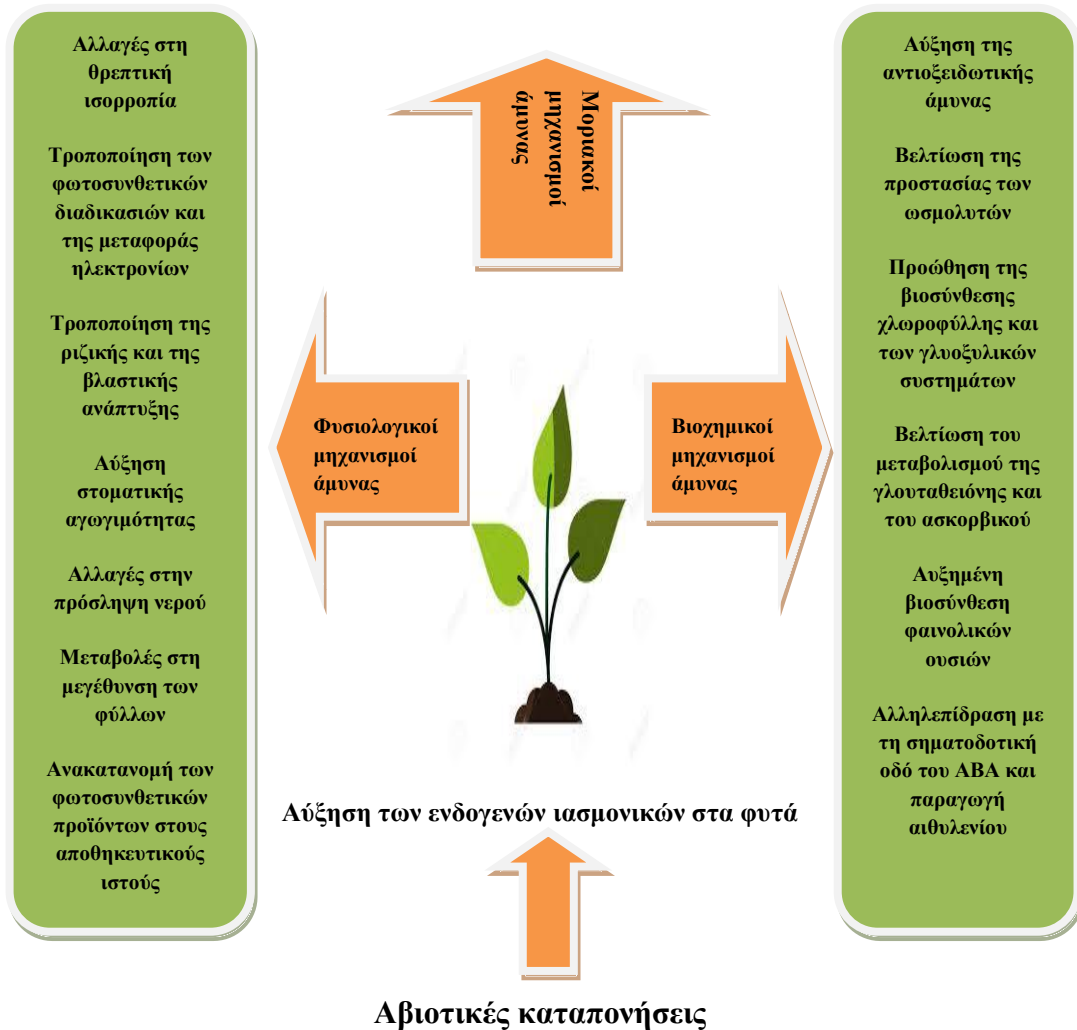 Αλλαγές στη
θρεπτική
ισορροπία
Τροποποίηση των
φωτοσυνθετικών
διαδικασιών και
της μεταφοράς
ηλεκτρονίων
Τροποποίηση της
ριζικής και της
βλαστικής
ανάπτυξης
Αύξηση
στοματικής
αγωγιμότητας
Αλλαγές στην
πρόσληψη νερού
Μεταβολές στη
μεγέθυνση των
φύλλων
Ανακατανομή των
φωτοσυνθετικών
προϊόντων στους
αποθηκευτικούς
ιστούς
Μοριακοί
μηχανισμοί
άμυνας
Φυσιολογικοί
μηχανισμοί
άμυνας
Βιοχημικοί
μηχανισμοί
άμυνας
Αύξηση των ενδογενών ιασμονικών στα φυτά
Αβιοτικές καταπονήσεις
Αύξηση της
αντιοξειδωτικής
άμυνας
Βελτίωση της
προστασίας των
ωσμολυτών
Προώθηση της
βιοσύνθεσης
χλωροφύλλης και
των γλυοξυλικών
συστημάτων
Βελτίωση του
μεταβολισμού της
γλουταθειόνης και
του ασκορβικού
Αυξημένη
βιοσύνθεση
φαινολικών
ουσιών
Αλληλεπίδραση με
τη σηματοδοτική
οδό του ΑΒΑ και
παραγωγή
αιθυλενίου